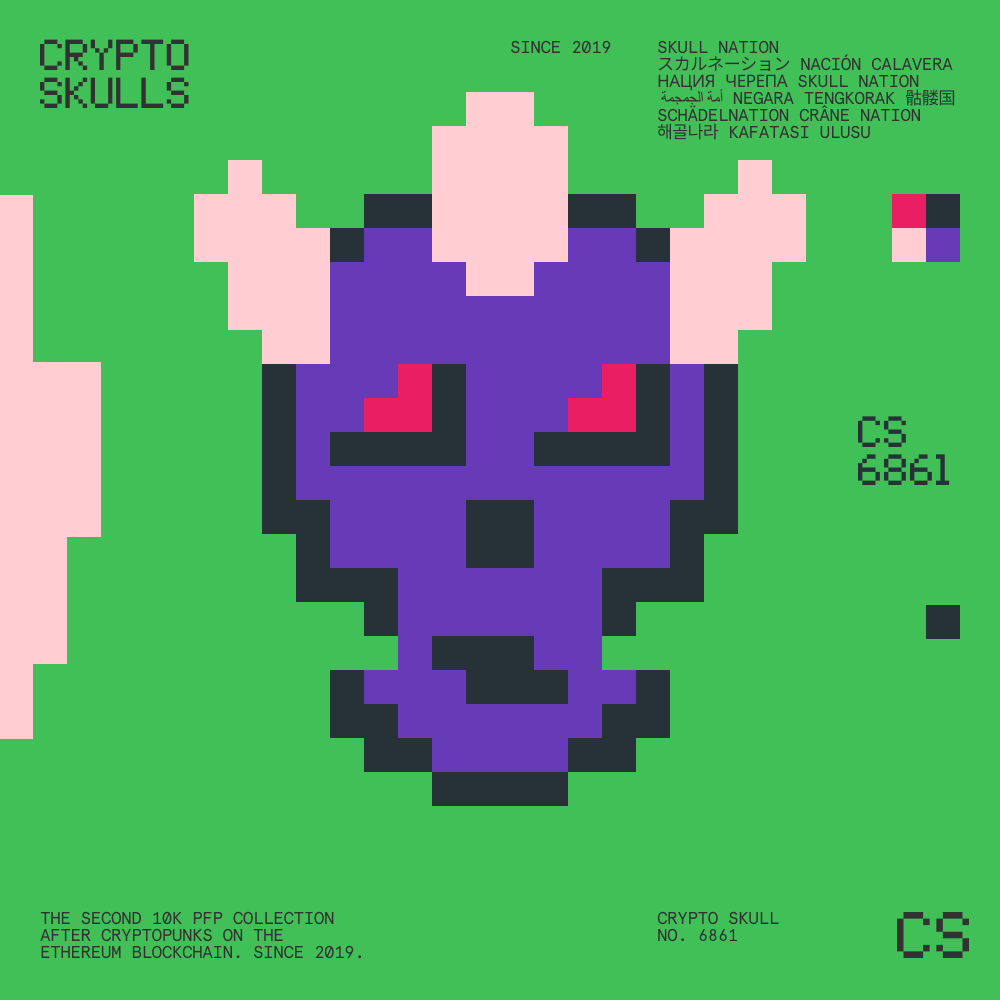 CRYPTO
SKULLS
SINCE 2019
SKULL NATION
スカルネーション NACIÓN CALAVERA
НАЦИЯ ЧЕРЕПА SKULL NATION
أمة الجمجمة NEGARA TENGKORAK 骷髅国
SCHÄDELNATION CRÂNE NATION
해골나라 KAFATASI ULUSU
CS
6861
THE SECOND 10K PFP COLLECTION
AFTER CRYPTOPUNKS ON THE
ETHEREUM BLOCKCHAIN. SINCE 2019.
CRYPTO SKULL
NO. 6861
CS